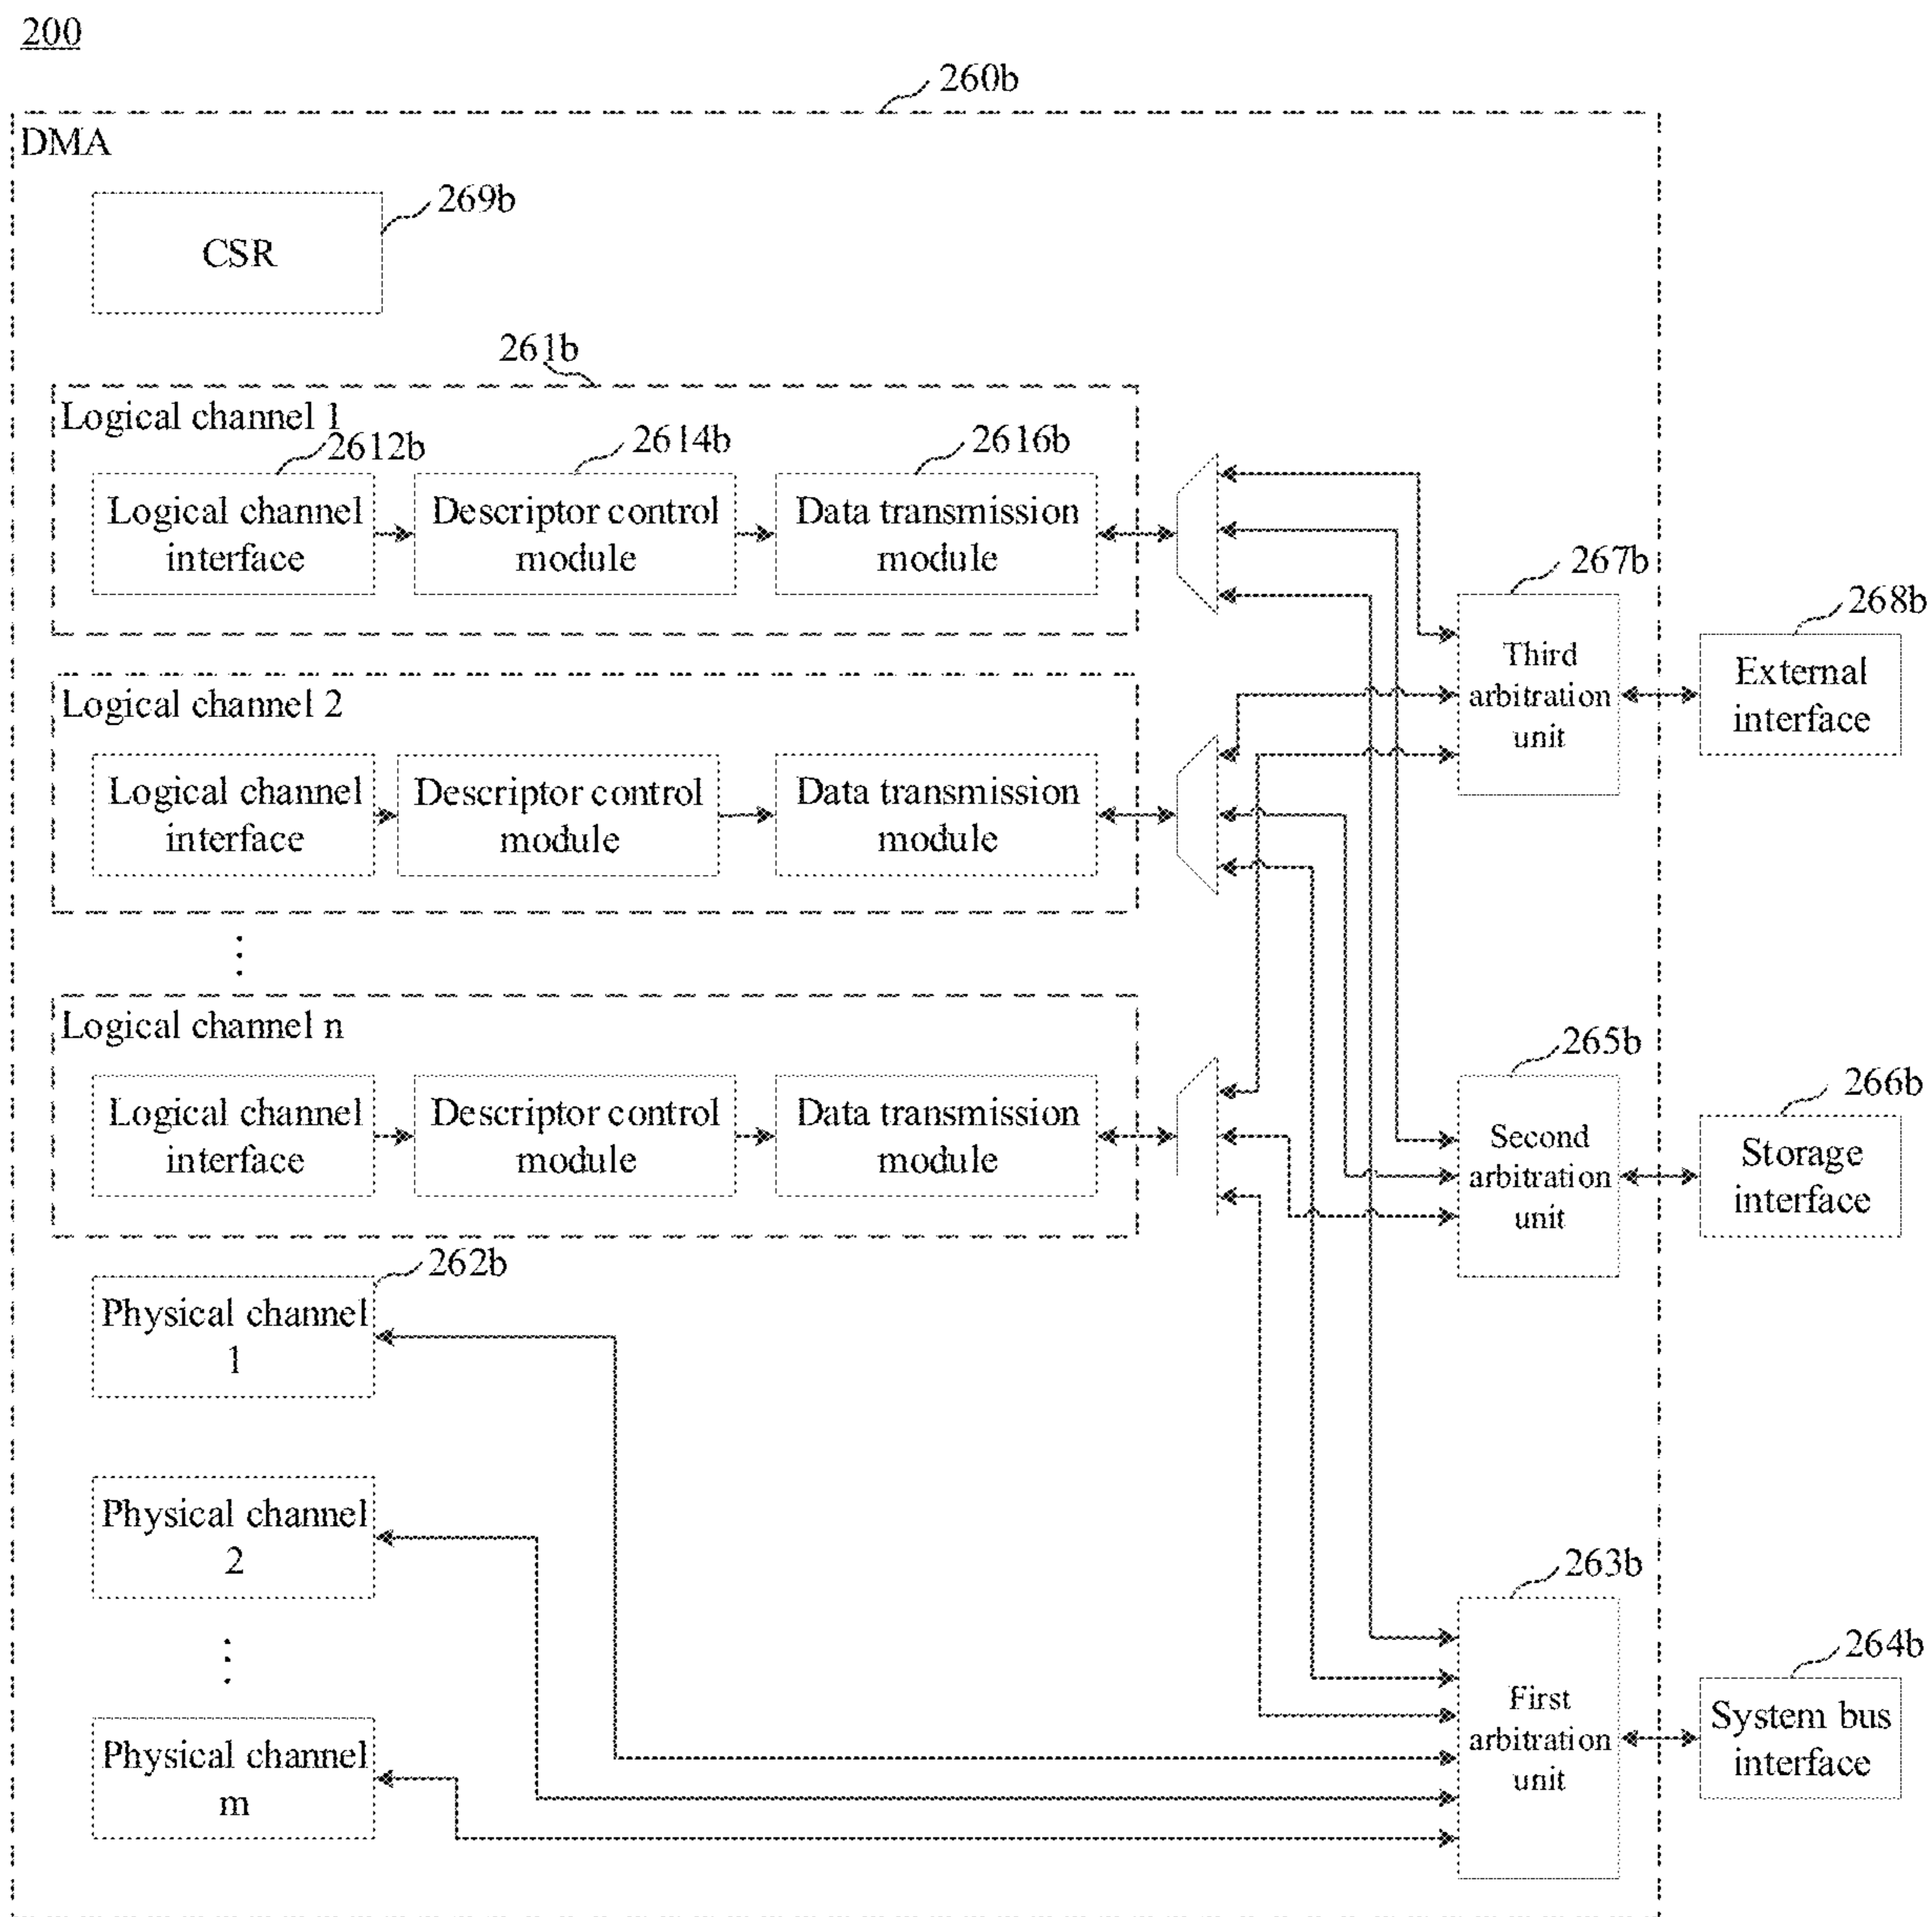 200
260b
DMA
269b
CSR
261b
Logical channel 1
2612b
2614b
2616b
Logical channel
interface
Descriptor control
module
Data transmission
module
267b
268b
Third
arbitration
unit
External
interface
Logical channel 2
Logical channel
interface
Descriptor control
module
Data transmission
module
Logical channel n
Logical channel
interface
Descriptor control
module
Data transmission
module
265b
266b
Second
arbitration
unit
Storage
interface
262b
Physical channel
1
Physical channel
2
263b
264b
Physical channel
m
First
arbitration
unit
System bus
interface